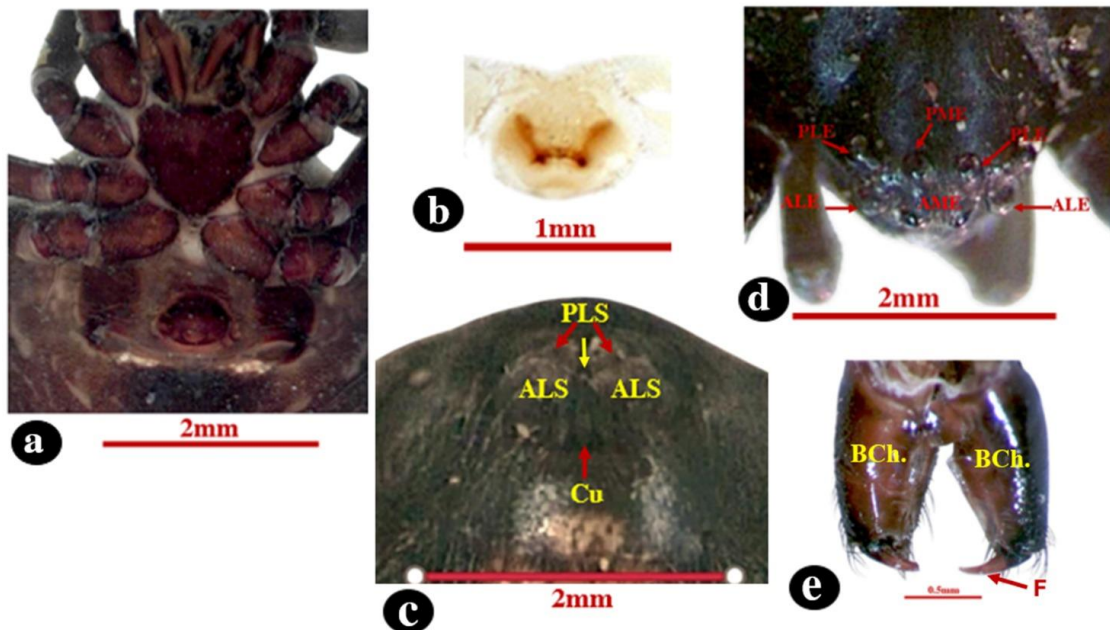 a
2mm
b
1mm
PLS
ALS ALS
Cu
c
2mm
PLE PME PLE
ALE AME ALE
d
2mm
BCh. BCh.
e
0.5mm
F